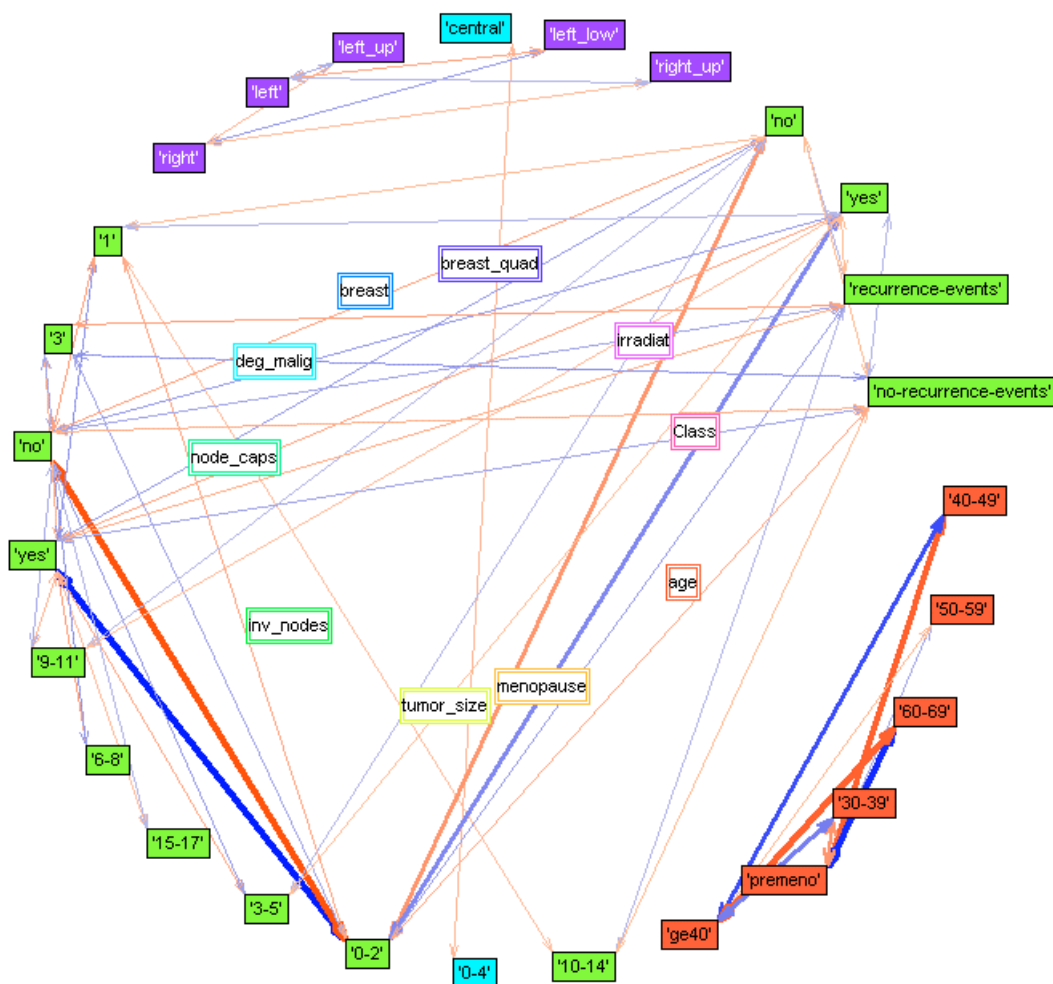 'central'
'left_low'
'left_up'
'right_up'
'left'
'no'
'right'
'yes'
'1'
breast_quad
breast
'recurrence-events'
'3'
irradiat
deg_malig
'no-recurrence-events'
Class
'no'
node_caps
'40-49'
'yes'
age
'50-59'
inv_nodes
'9-11'
menopause
tumor_size
'60-69'
'6-8'
'30-39'
'15-17'
'premeno'
'3-5'
'ge40'
'0-2'
'0-4'
'10-14'